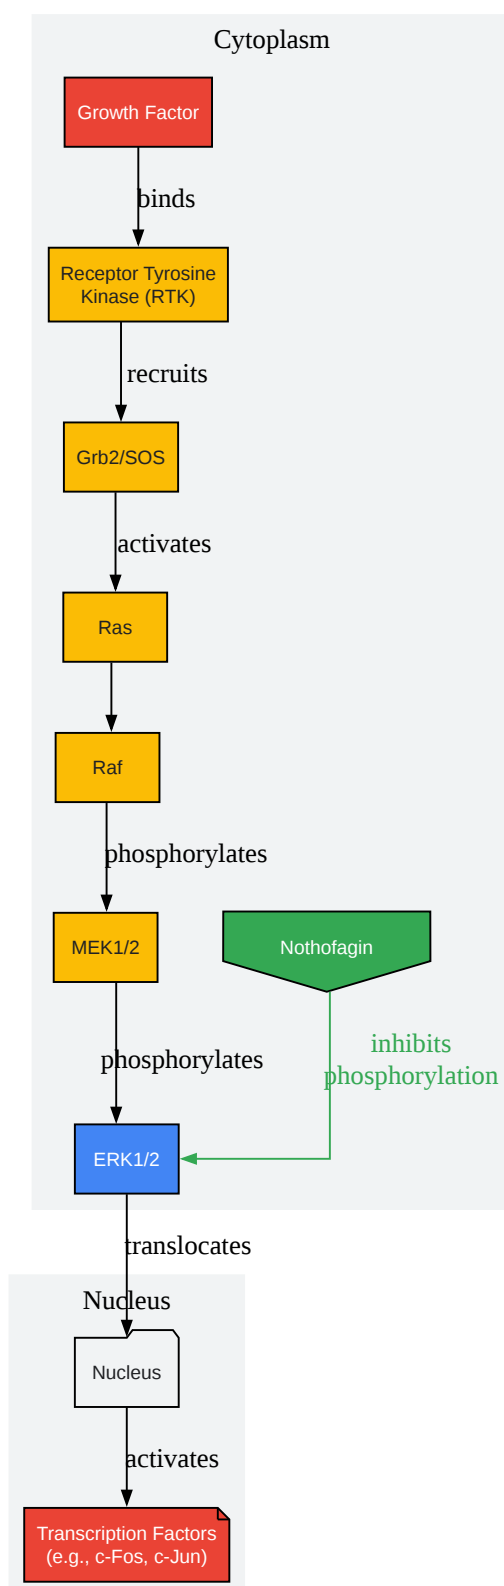 Cytoplasm
Growth Factor
binds
Receptor Tyrosine
Kinase (RTK)
recruits
Grb2/SOS
activates
Ras
Raf
phosphorylates
MEK1/2
Nothofagin
inhibits
phosphorylation
phosphorylates
ERK1/2
translocates
Nucleus
Nucleus
activates
Transcription Factors
(e.g., c-Fos, c-Jun)